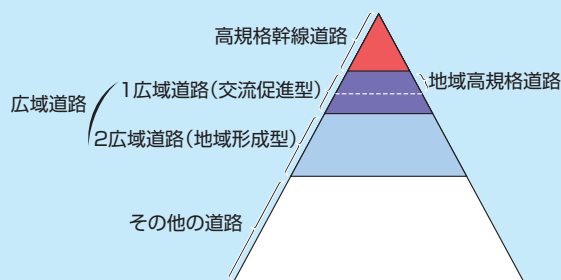 高規格幹線道路
地域高規格道路
広域道路
1広域道路(交流促進型)
2広域道路(地域形成型)
その他の道路